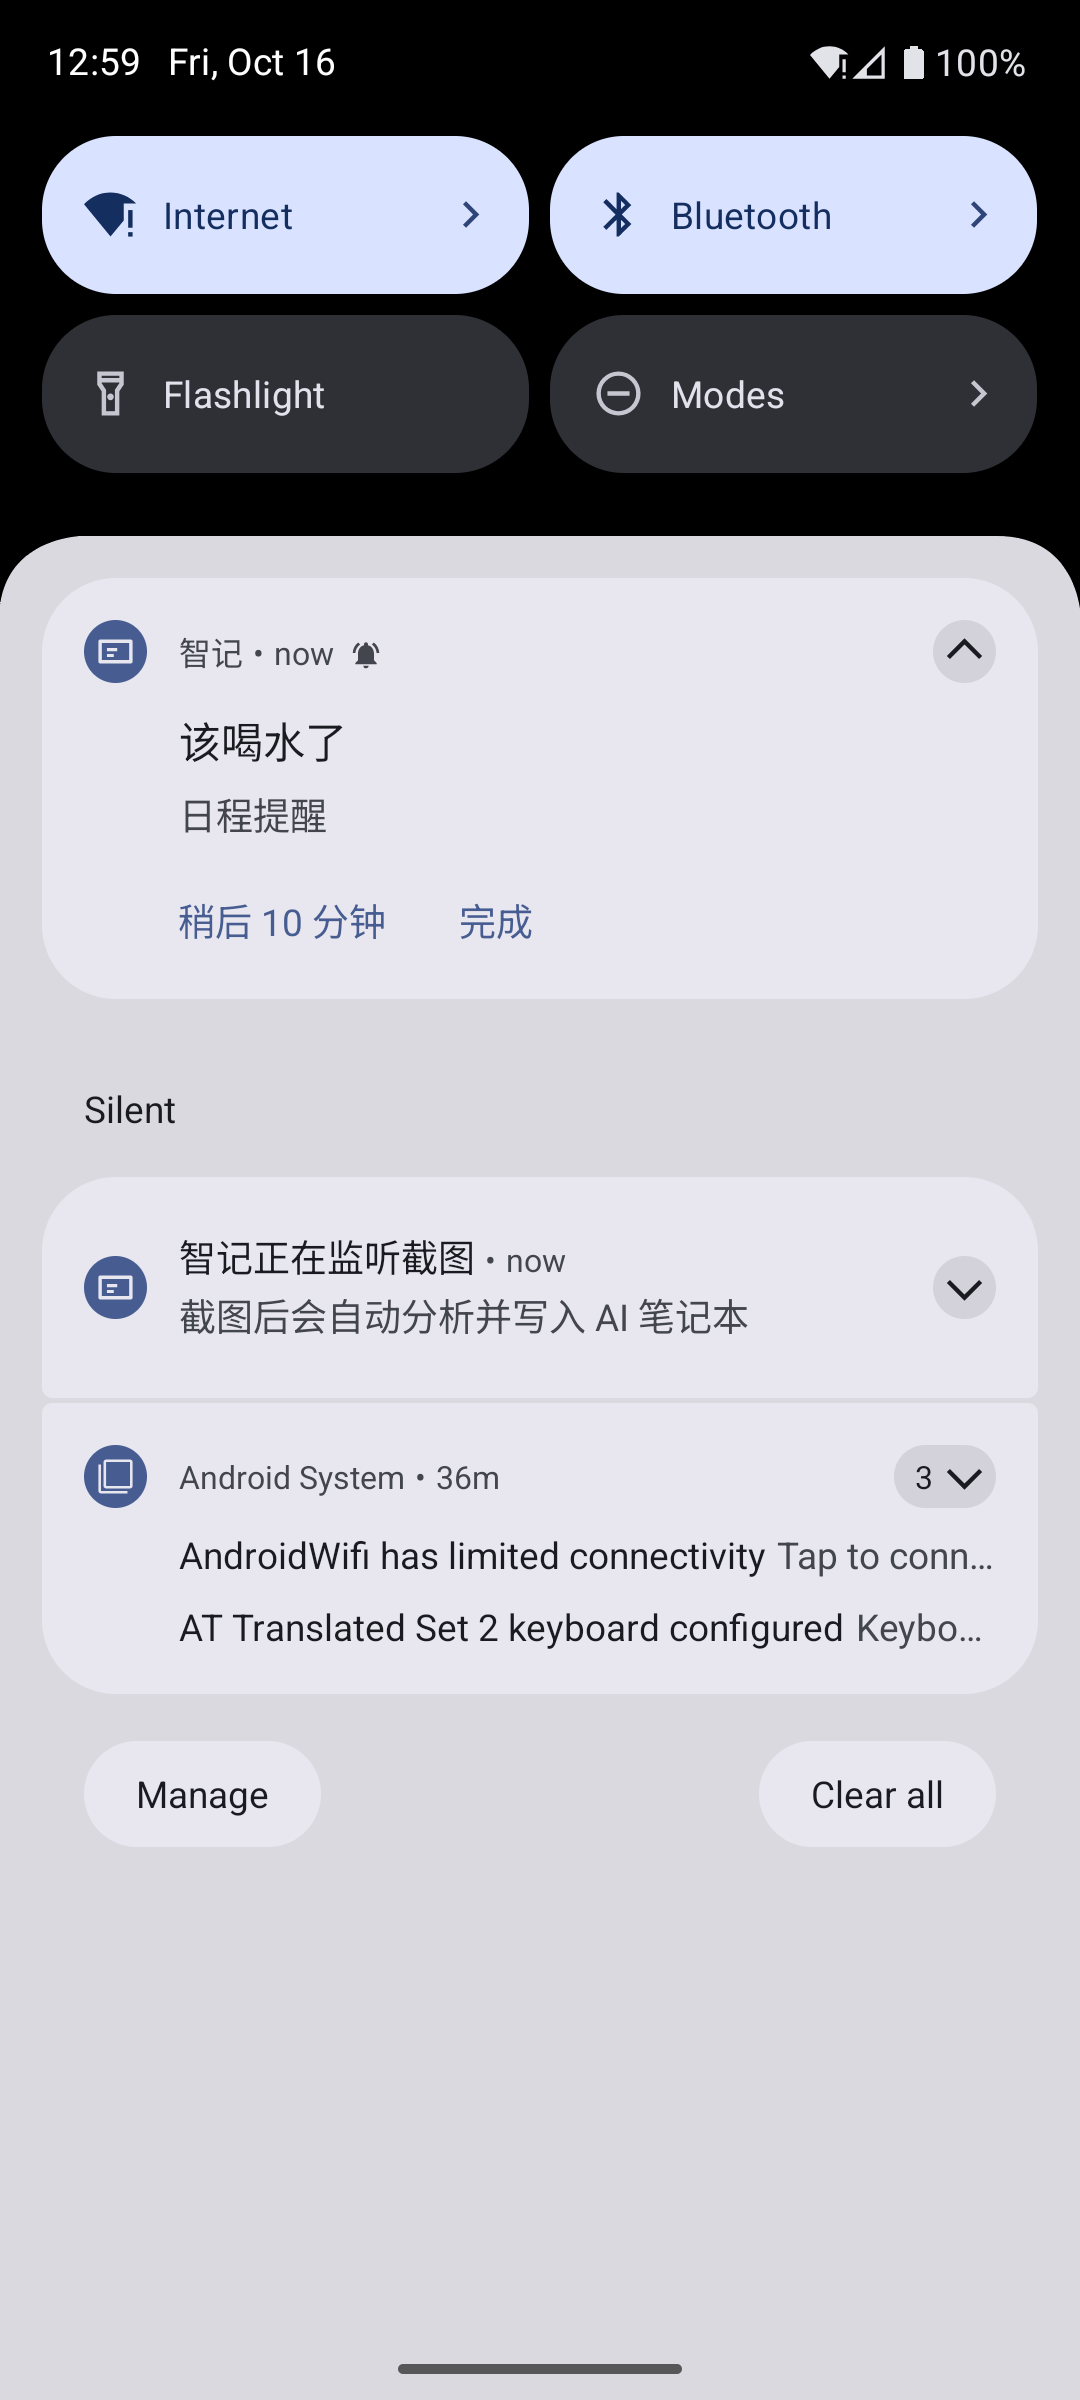 12:59 Fri, Oct 16 100%
Internet
Bluetooth
Flashlight
Modes
智记 • now
该喝水了
日程提醒
稍后 10 分钟 完成
Silent
智记正在监听截图 • now
截图后会自动分析并写入 AI 笔记本
Android System • 36m 3
AndroidWifi has limited connectivity Tap to conn…
AT Translated Set 2 keyboard configured Keybo…
Manage
Clear all